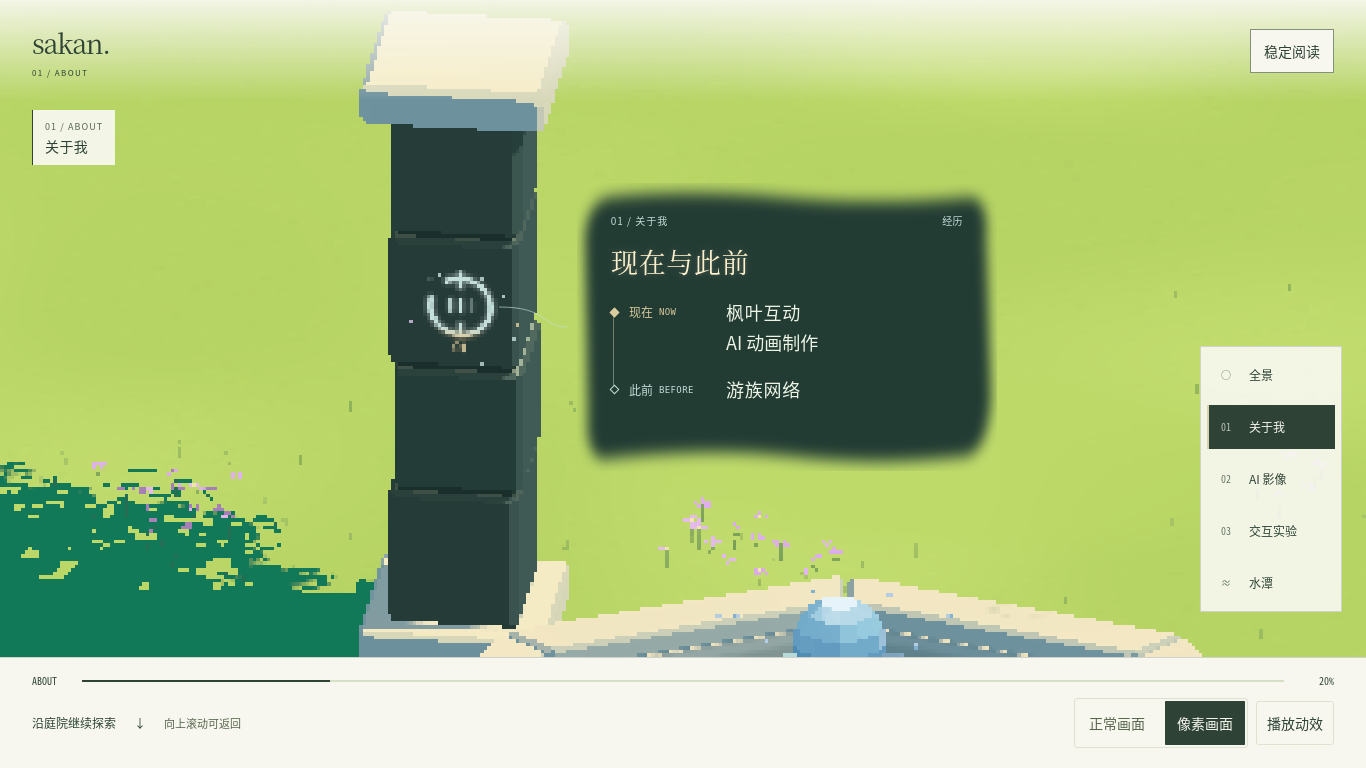 sakan.
01 / ABOUT
稳定阅读
01 / ABOUT
关于我
01 / 关于我
经历
现在与此前
现在 NOW
枫叶互动
AI 动画制作
此前 BEFORE
游族网络
全景
01 关于我
02 AI 影像
03 交互实验
≈ 水潭
ABOUT
20%
沿庭院继续探索 ↓ 向上滚动可返回
正常画面
像素画面
播放动效